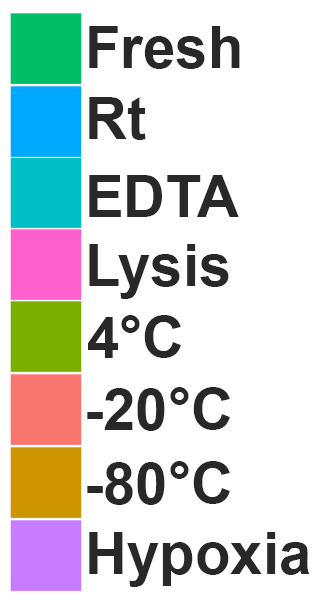 Fresh
Rt
EDTA
Lysis
4°C
-20°C
-80°C
Hypoxia